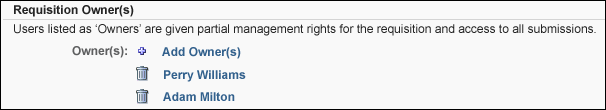 Requisition Owner(s)
Users listed as ‘Owners’ are given partial management rights for the requisition and access to all submissions.
Owner(s): Add Owner(s)
Perry Williams
Adam Milton